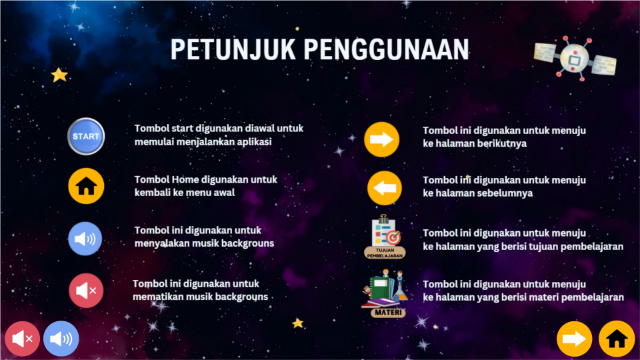 PETUNJUK PENGGUNAAN
START
Tombol start digunakan diawal untuk
memulai menjalankan aplikasi
Tombol Home digunakan untuk
kembali ke menu awal
Tombol ini digunakan untuk
menyalakan musik backgrouns
Tombol ini digunakan untuk
mematikan musik backgrouns
Tombol ini digunakan untuk menuju
ke halaman berikutnya
Tombol ini digunakan untuk menuju
ke halaman sebelumnya
TUJUAN
PEMBELAJARAN
Tombol ini digunakan untuk menuju
ke halaman yang berisi tujuan pembelajaran
MATERI
Tombol ini digunakan untuk menuju
ke halaman yang berisi materi pembelajaran